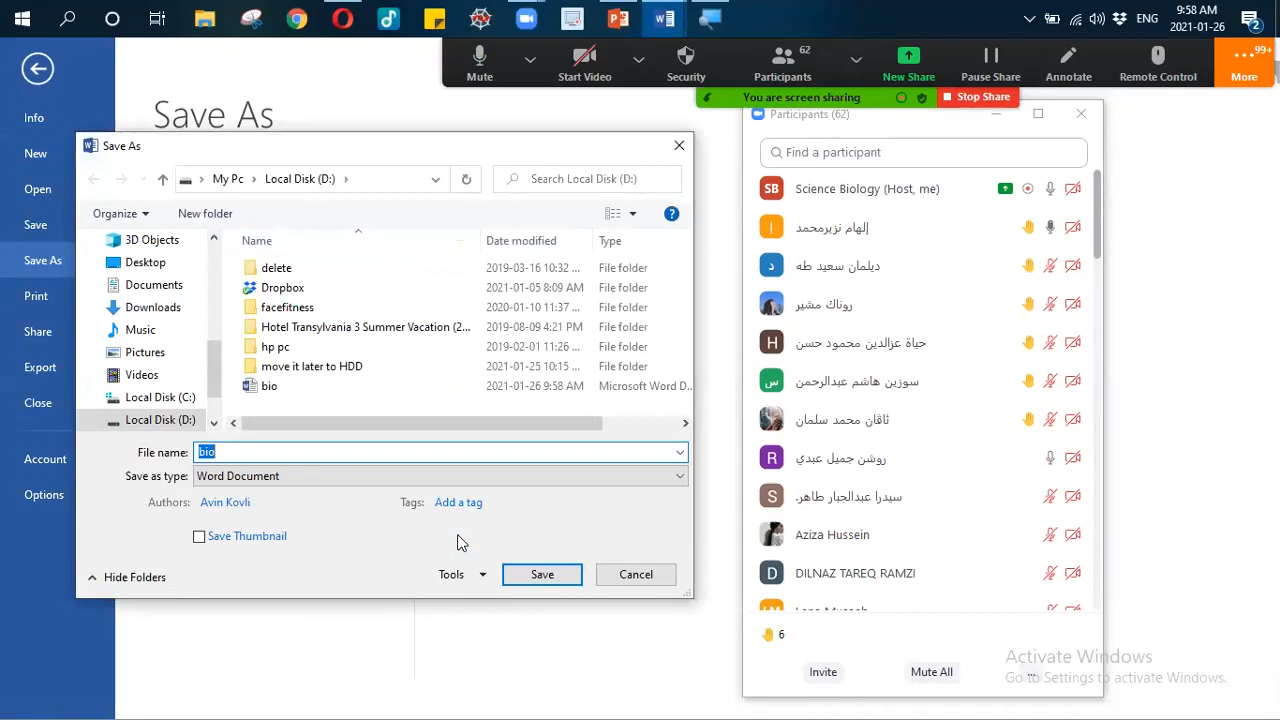 9:58 AM
ENG
2021-01-26
2
62
99+
Mute
Start Video
Security
Participants
New Share
Pause Share
Annotate
Remote Control
More
You are screen sharing
Stop Share
Info
New
Open
Save
Save As
Print
Share
Export
Close
Account
Options
Save As
Save As
My Pc
Local Disk (D:)
Search Local Disk (D:)
Organize
New folder
3D Objects
Desktop
Documents
Downloads
Music
Pictures
Videos
Local Disk (C:)
Local Disk (D:)
Name Date modified Type
delete 2019-03-16 10:32 ... File folder
Dropbox 2021-01-05 8:09 AM File folder
facefitness 2020-01-10 11:37 ... File folder
Hotel Transylvania 3 Summer Vacation (2... 2019-08-09 4:21 PM File folder
hp pc 2019-02-01 11:26 ... File folder
move it later to HDD 2021-01-25 10:15 ... File folder
bio 2021-01-26 9:58 AM Microsoft Word D...
File name: bio
Save as type: Word Document
Authors: Avin Kovli
Tags: Add a tag
Save Thumbnail
Hide Folders
Tools
Save
Cancel
Participants (62)
Find a participant
SB Science Biology (Host, me)
إ إلهام نزيرمحمد
د ديلمان سعيد طه
روناك مشير
H حياة عزالدين محمود حسن
س سوزين هاشم عبدالرحمن
ئاڤان محمد سلمان
R روشن جميل عبدي
S سيدرا عبدالجبار طاهر.
Aziza Hussein
D DILNAZ TAREQ RAMZI
6
Invite
Mute All
...
Activate Windows
Go to Settings to activate Windows.